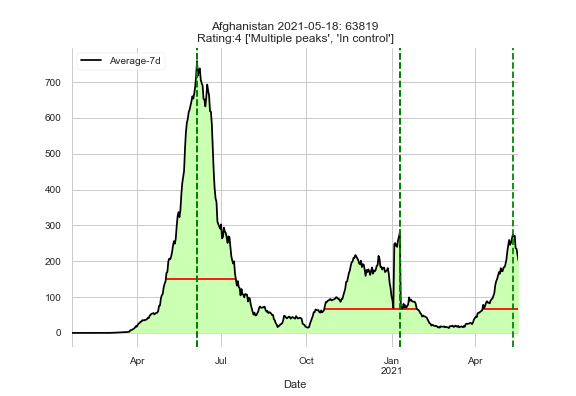 Afghanistan 2021-05-18: 63819
Rating:4 ['Multiple peaks', 'In control']
Average-7d
700
600
500
400
300
200
100
0
Apr
Jul
Oct
Jan
2021
Apr
Date